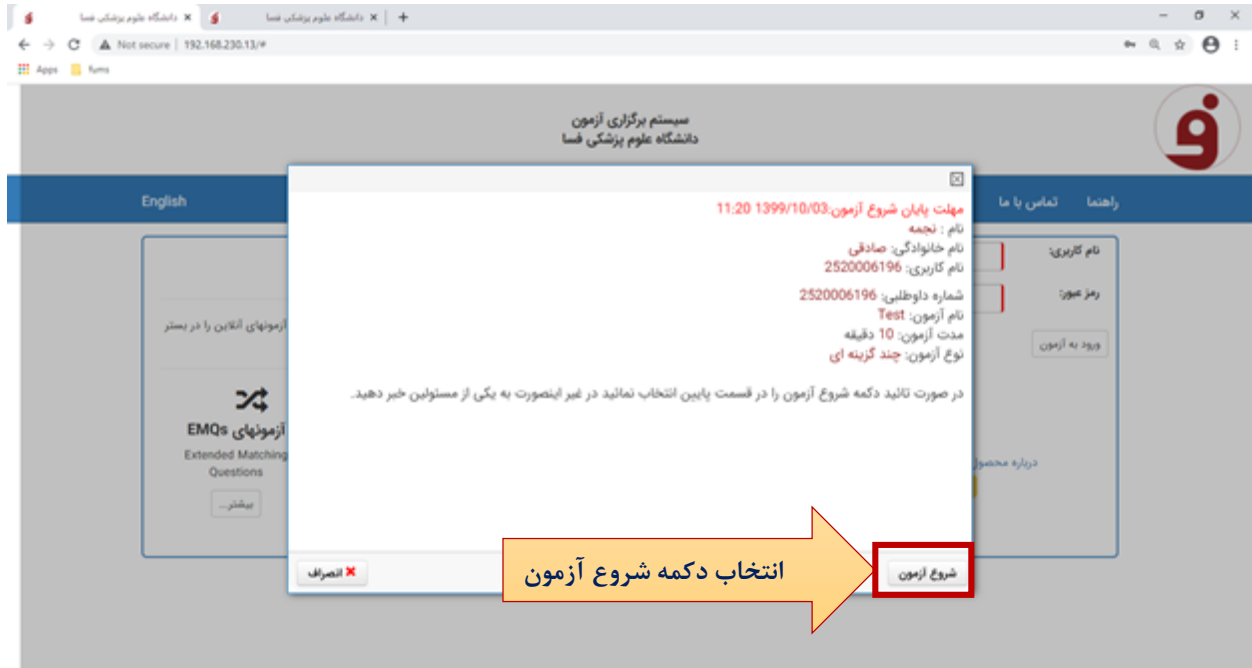 دانشگاه علوم پزشکی فسا
دانشگاه علوم پزشکی فسا
Not secure | 192.168.230.13/#
Apps
fums
سیستم برگزاری آزمون
دانشگاه علوم پزشکی فسا
راهنما
تماس با ما
English
مهلت پایان شروع آزمون:1399/10/03 11:20
نام : نجمه
نام خانوادگی: صادقی
نام کاربری: 2520006196
شماره داوطلبی: 2520006196
نام آزمون: Test
مدت آزمون: 10 دقیقه
نوع آزمون: چند گزینه ای
در صورت تائید دکمه شروع آزمون را در قسمت پایین انتخاب نمائید در غیر اینصورت به یکی از مسئولین خبر دهید.
شروع آزمون
انصراف
انتخاب دکمه شروع آزمون
نام کاربری:
رمز عبور:
ورود به آزمون
درباره محصول
آزمونهای آنلاین را در بستر
آزمونهای EMQs
Extended Matching
Questions
بیشتر...